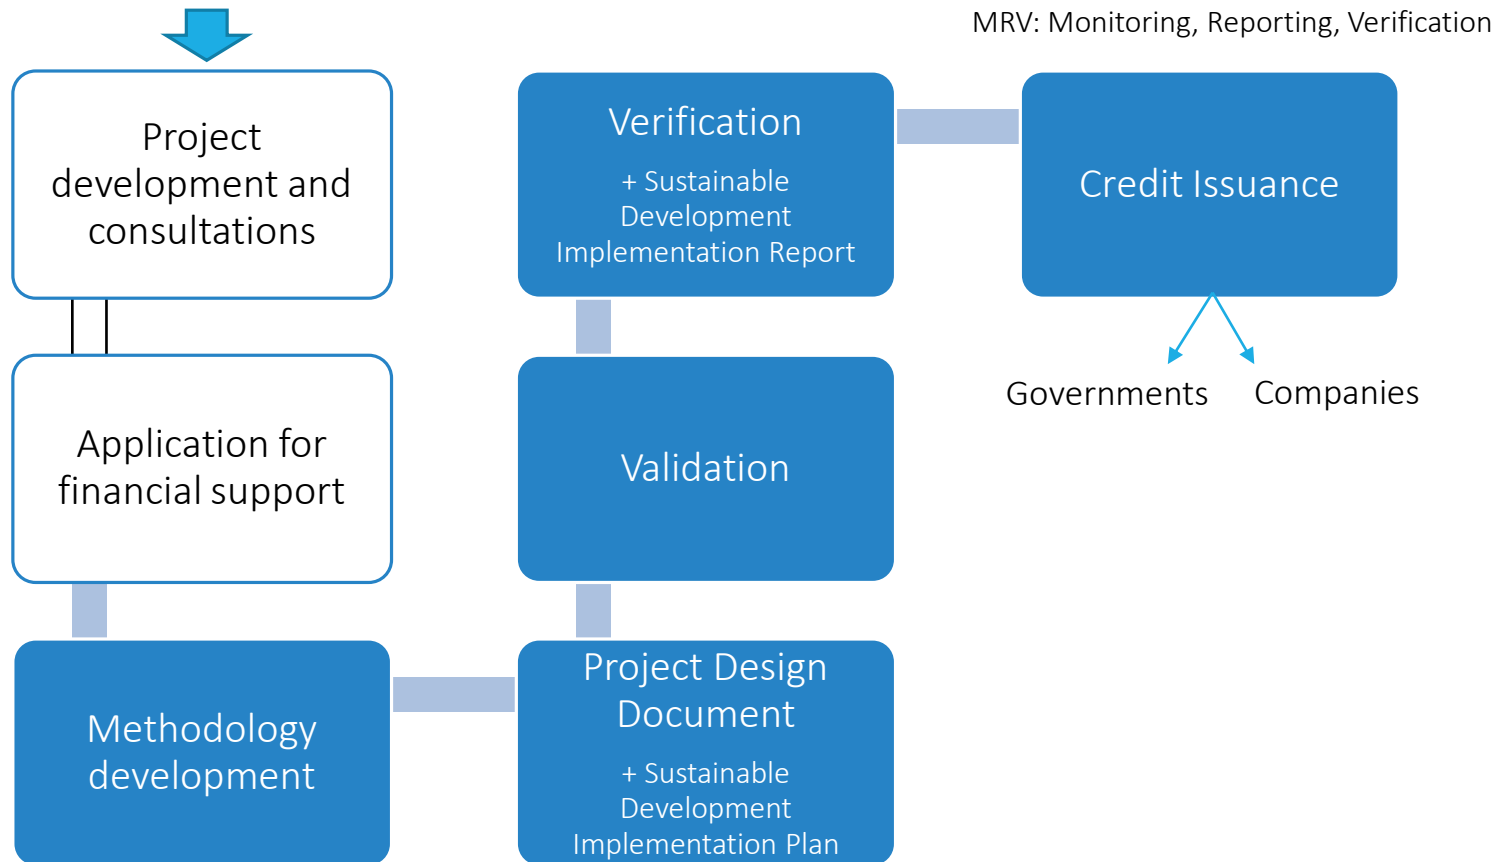 MRV: Monitoring, Reporting, Verification
Project
development and
consultations
Application for
financial support
Methodology
development
Project Design
Document
+ Sustainable
Development
Implementation Plan
Validation
Verification
+ Sustainable
Development
Implementation Report
Credit Issuance
Governments
Companies